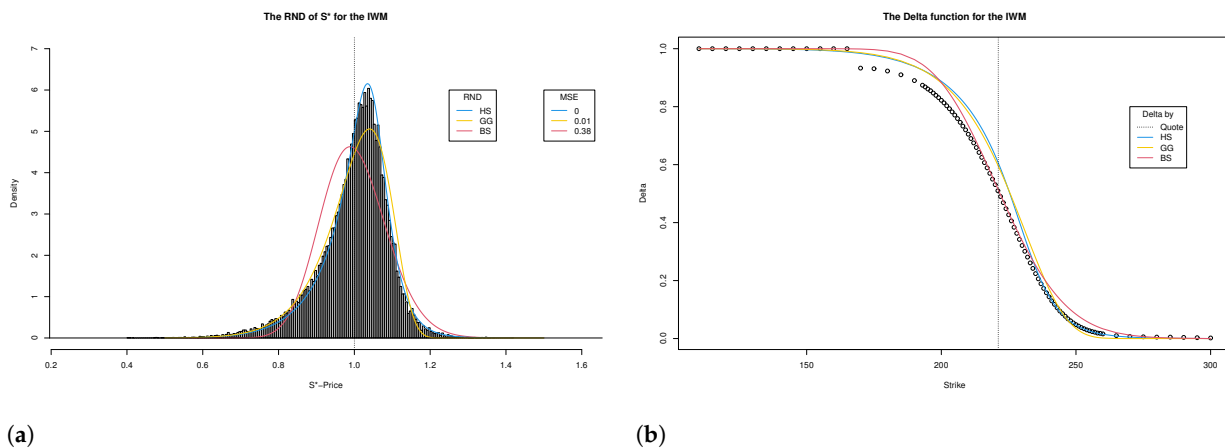 The RND of S* for the IWM
Density
7
6
5
4
3
2
1
0
RND
HS
GG
BS
MSE
0
0.01
0.38
0.2 0.4 0.6 0.8 1.0 1.2 1.4 1.6
S*-Price
(a)
The Delta function for the IWM
Delta
1.0
0.8
0.6
0.4
0.2
0.0
Delta by
Quote
HS
GG
BS
150 200 250 300
Strike
(b)